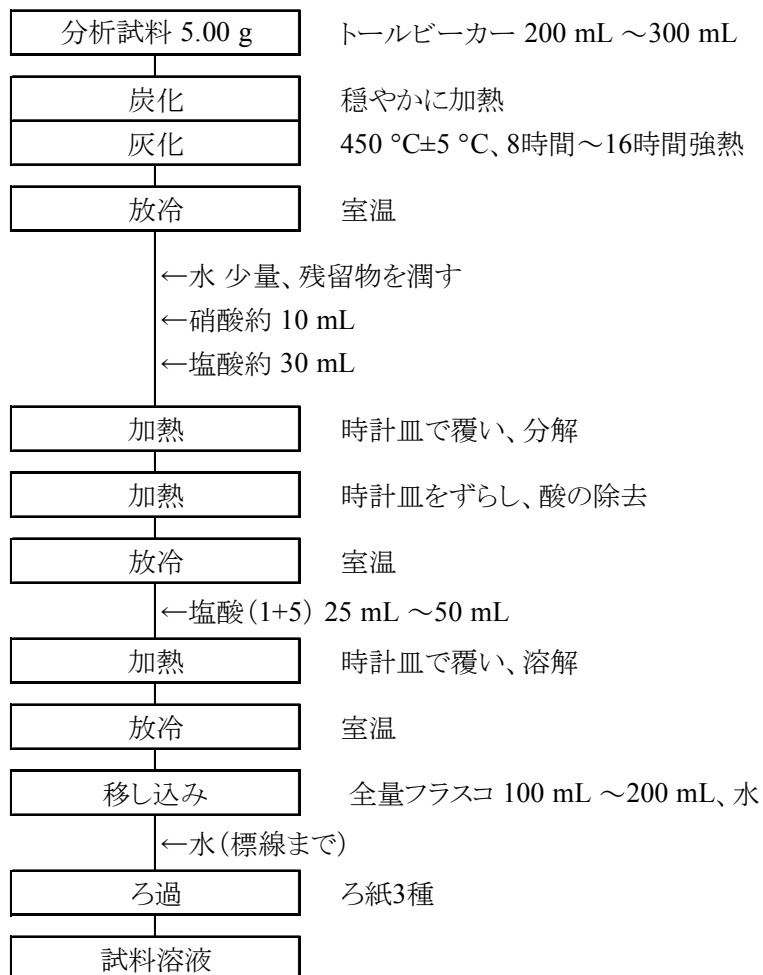 分析試料 5.00 g トールビーカー 200 mL ～300 mL
炭化 穏やかに加熱
灰化 450 °C±5 °C、8時間～16時間強熱
放冷 室温
←水 少量、残留物を潤す
←硝酸約 10 mL
←塩酸約 30 mL
加熱 時計皿で覆い、分解
加熱 時計皿をずらし、酸の除去
放冷 室温
←塩酸（1+5） 25 mL ～50 mL
加熱 時計皿で覆い、溶解
放冷 室温
移し込み 全量フラスコ 100 mL ～200 mL、水
←水（標線まで）
ろ過 ろ紙3種
試料溶液